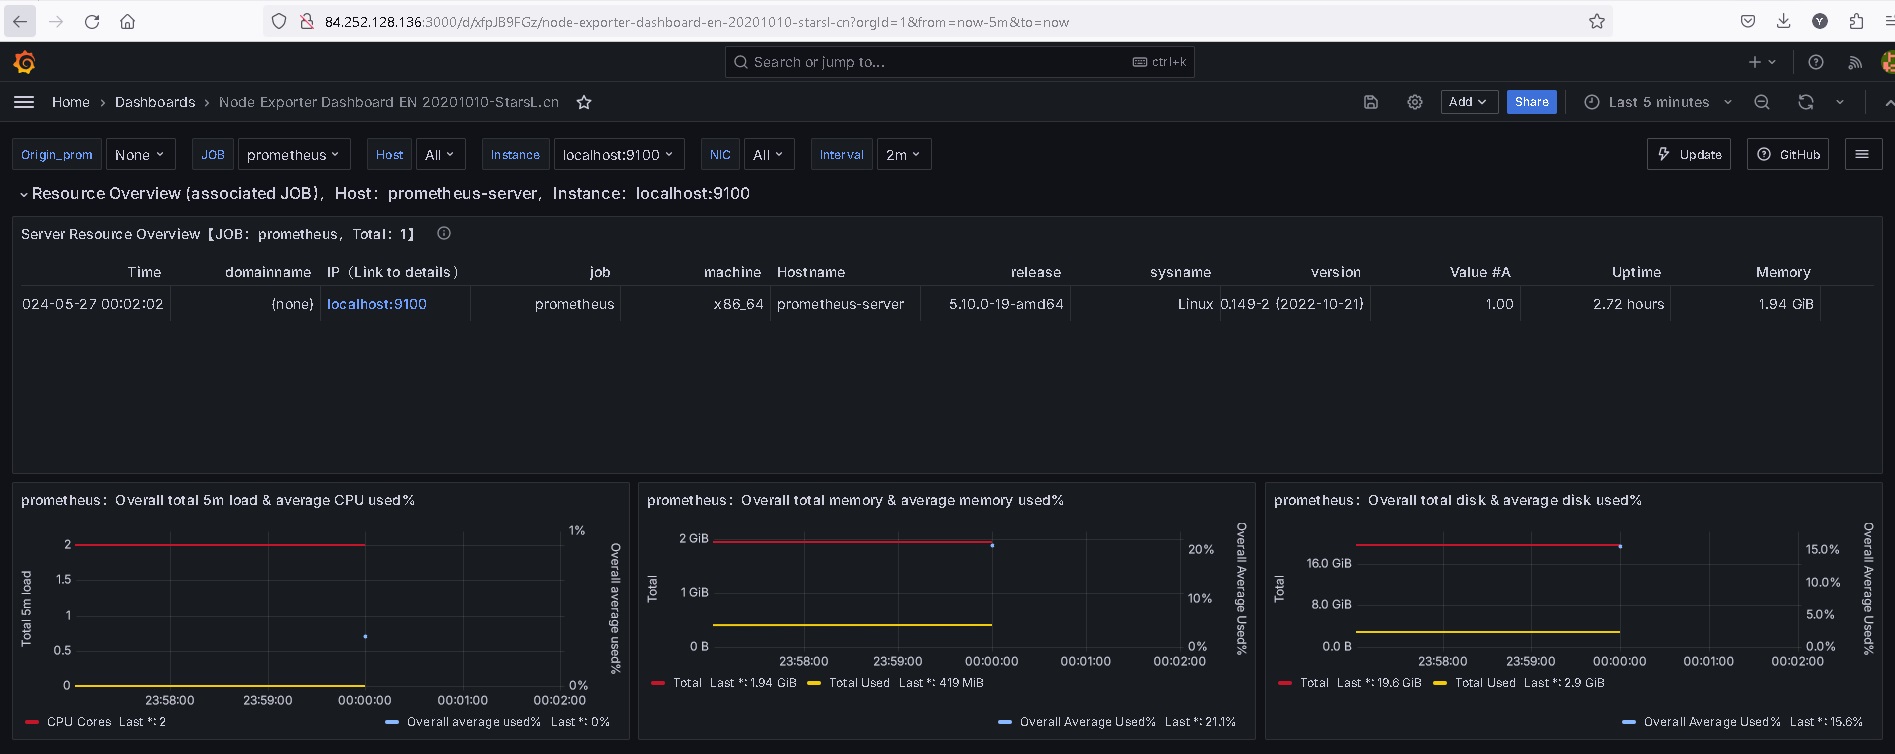 84.252.128.136:3000/d/xfpJB9FGz/node-exporter-dashboard-en-20201010-starsl-cn?orgId=1&from=now-5m&to=now
Search or jump to... ctrl+k
Home › Dashboards › Node Exporter Dashboard EN 20201010-StarsL.cn
Add Share Last 5 minutes
Origin_prom None JOB prometheus Host All Instance localhost:9100 NIC All Interval 2m Update GitHub
Resource Overview (associated JOB)，Host：prometheus-server，Instance：localhost:9100
Server Resource Overview【JOB：prometheus，Total：1】
Time domainname IP（Link to details） job machine Hostname release sysname version Value #A Uptime Memory
024-05-27 00:02:02 (none) localhost:9100 prometheus x86_64 prometheus-server 5.10.0-19-amd64 Linux 0.149-2 (2022-10-21) 1.00 2.72 hours 1.94 GiB
prometheus：Overall total 5m load & average CPU used%
Total 5m load
2
1.5
1
0.5
0
1%
0%
Overall average used%
23:58:00 23:59:00 00:00:00 00:01:00 00:02:00
CPU Cores Last *: 2
Overall average used% Last *: 0%
prometheus：Overall total memory & average memory used%
Total
2 GiB
1 GiB
0 B
20%
10%
0%
Overall Average Used%
23:58:00 23:59:00 00:00:00 00:01:00 00:02:00
Total Last *: 1.94 GiB Total Used Last *: 419 MiB
Overall Average Used% Last *: 21.1%
prometheus：Overall total disk & average disk used%
Total
16.0 GiB
8.0 GiB
0.0 B
15.0%
10.0%
5.0%
0.0%
Overall Average Used%
23:58:00 23:59:00 00:00:00 00:01:00 00:02:00
Total Last *: 19.6 GiB Total Used Last *: 2.9 GiB
Overall Average Used% Last *: 15.6%